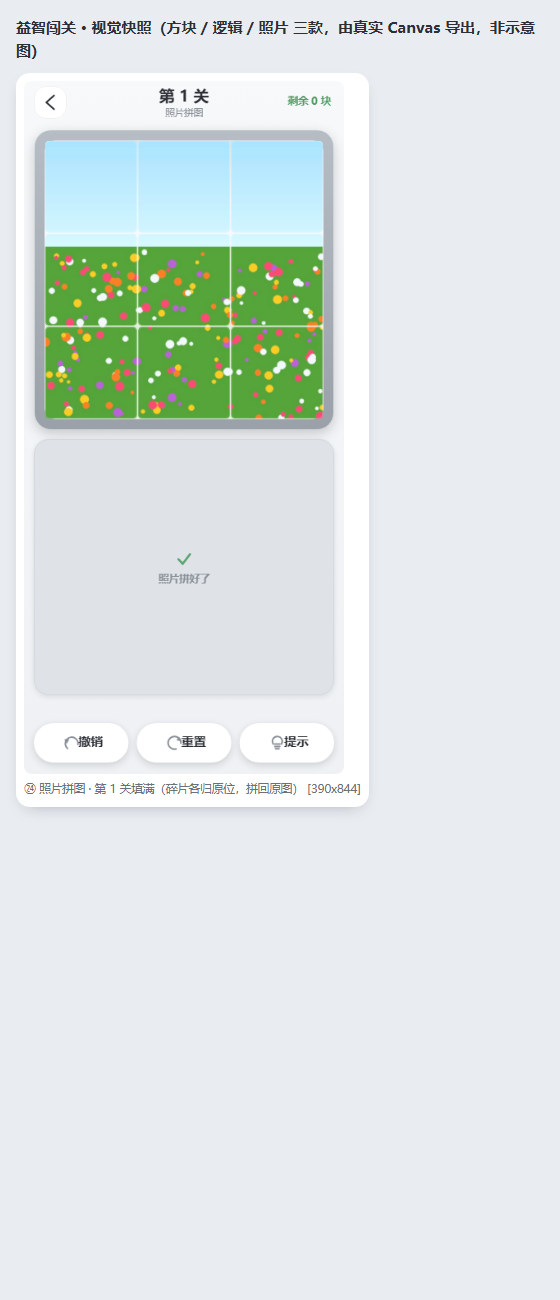 益智闯关 · 视觉快照（方块 / 逻辑 / 照片 三款，由真实 Canvas 导出，非示意
图）
第 1 关
照片拼图
剩余 0 块
照片拼好了
撤销
重置
提示
㉔ 照片拼图 · 第 1 关填满（碎片各归原位，拼回原图） [390x844]